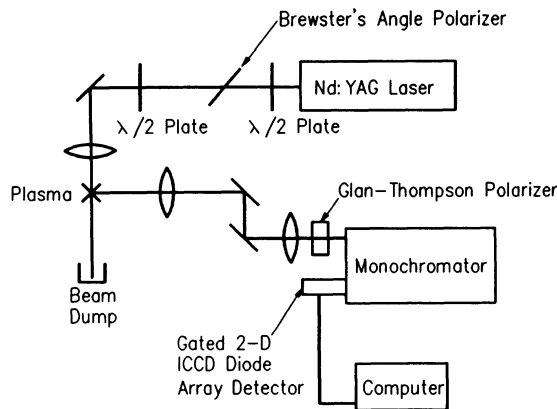 Brewster's Angle Polarizer
Nd: YAG Laser
λ/2 Plate
λ/2 Plate
Plasma
Glan-Thompson Polarizer
Monochromator
Beam
Dump
Gated 2-D
ICCD Diode
Array Detector
Computer